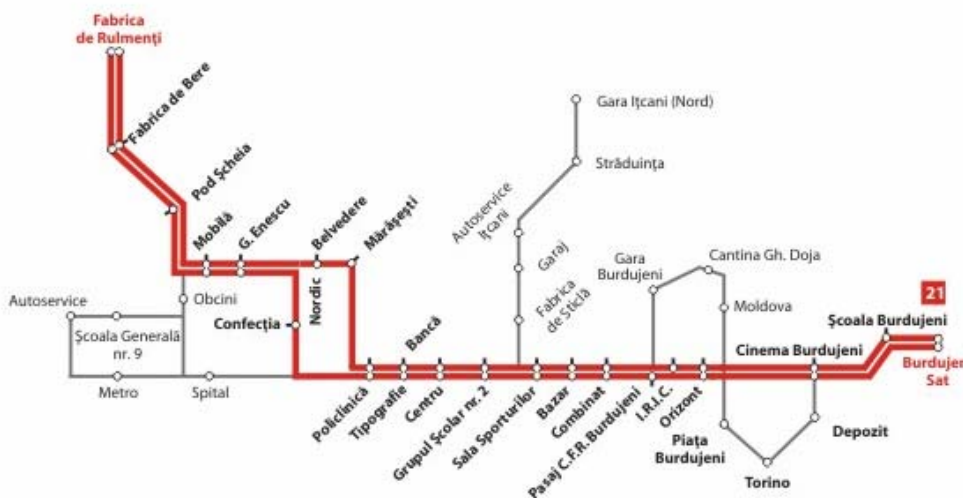 Fabrica
de Rulmenți
Fabrica de Bere
Pod Șcheia
Mobilă
G. Enescu
Belvedere
Mărășești
Nordic
Confecția
Obcini
Autoservice
Școala Generală
nr. 9
Metro
Spital
Gara Ițcani (Nord)
Străduința
Autoservice
Ițcani
Garaj
Fabrica
de Sticlă
Gara
Burdujeni
Cantina Gh. Doja
Moldova
21
Școala Burdujeni
Cinema Burdujeni
Burdujeni
Sat
Policlinică
Bancă
Tipografie
Centru
Grupul Școlar nr. 2
Sala Sporturilor
Bazar
Combinat
Pasaj C.F.R. Burdujeni
I.R.I.C.
Orizont
Piața
Burdujeni
Torino
Depozit